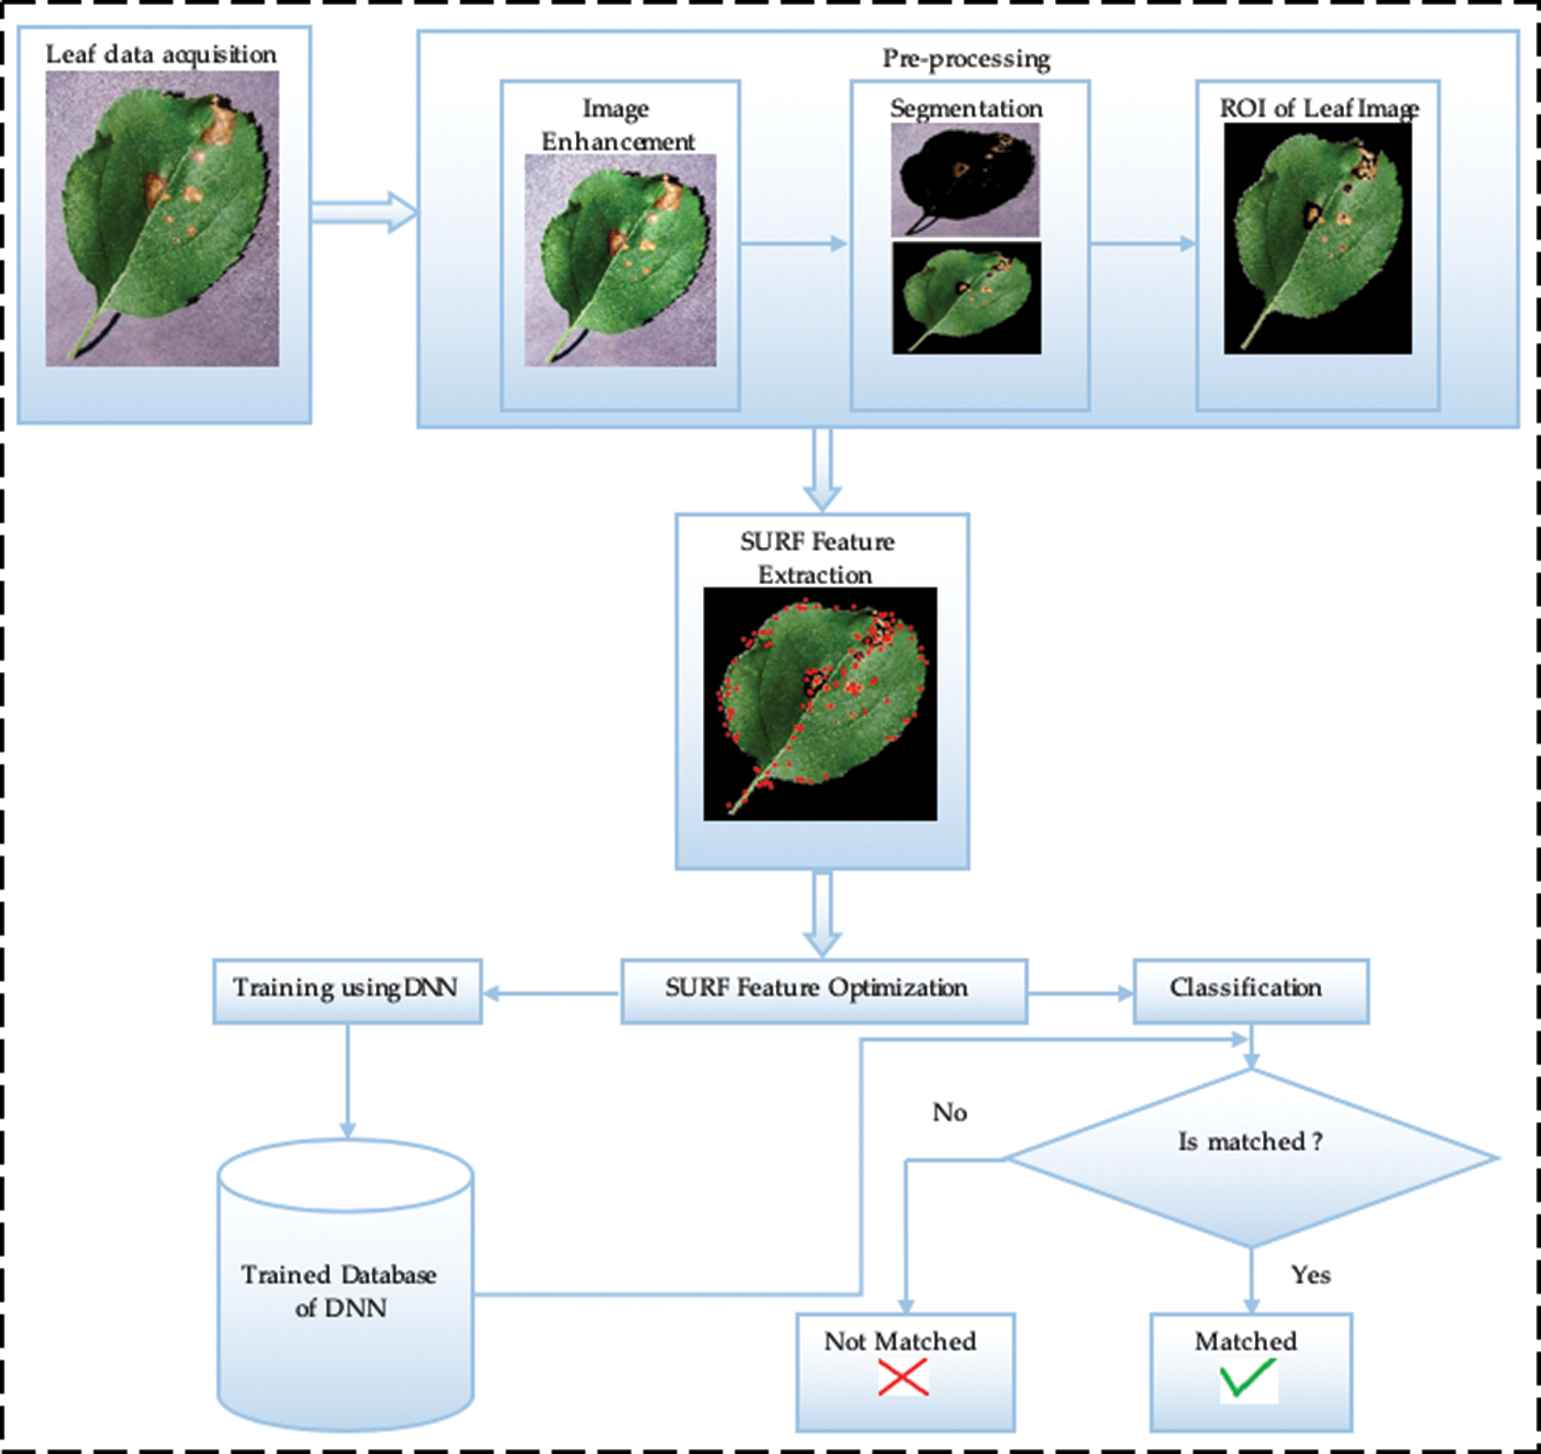 Leaf data acquisition
Pre-processing
Image
Enhancement
Segmentation
ROI of Leaf Image
SURF Feature
Extraction
Training using DNN
SURF Feature Optimization
Classification
No
Is matched ?
Trained Database
of DNN
Yes
Not Matched
Matched